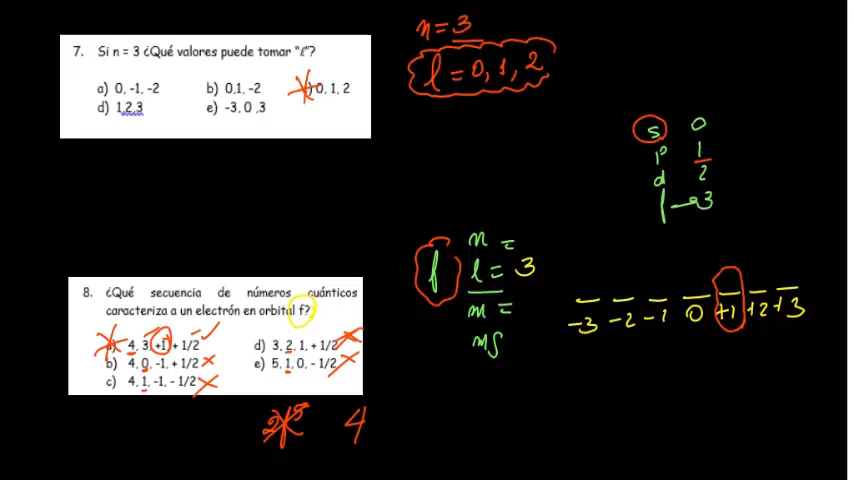 n = 3
l = 0, 1, 2
7. Si n = 3 ¿Qué valores puede tomar "ℓ"?
a) 0, -1, -2 b) 0,1, -2 ) 0, 1, 2
d) 1,2,3 e) -3, 0 ,3
s 0
p 1
d 2
f → 3
f
n =
l = 3
m =
ms
-3 -2 -1 0 +1 +2 +3
8. ¿Qué secuencia de números cuánticos
caracteriza a un electrón en orbital f?
a) 4, 3, +1, + 1/2 d) 3, 2, 1, + 1/2
b) 4, 0, -1, + 1/2 e) 5, 1, 0, - 1/2
c) 4, 1, -1, - 1/2
4